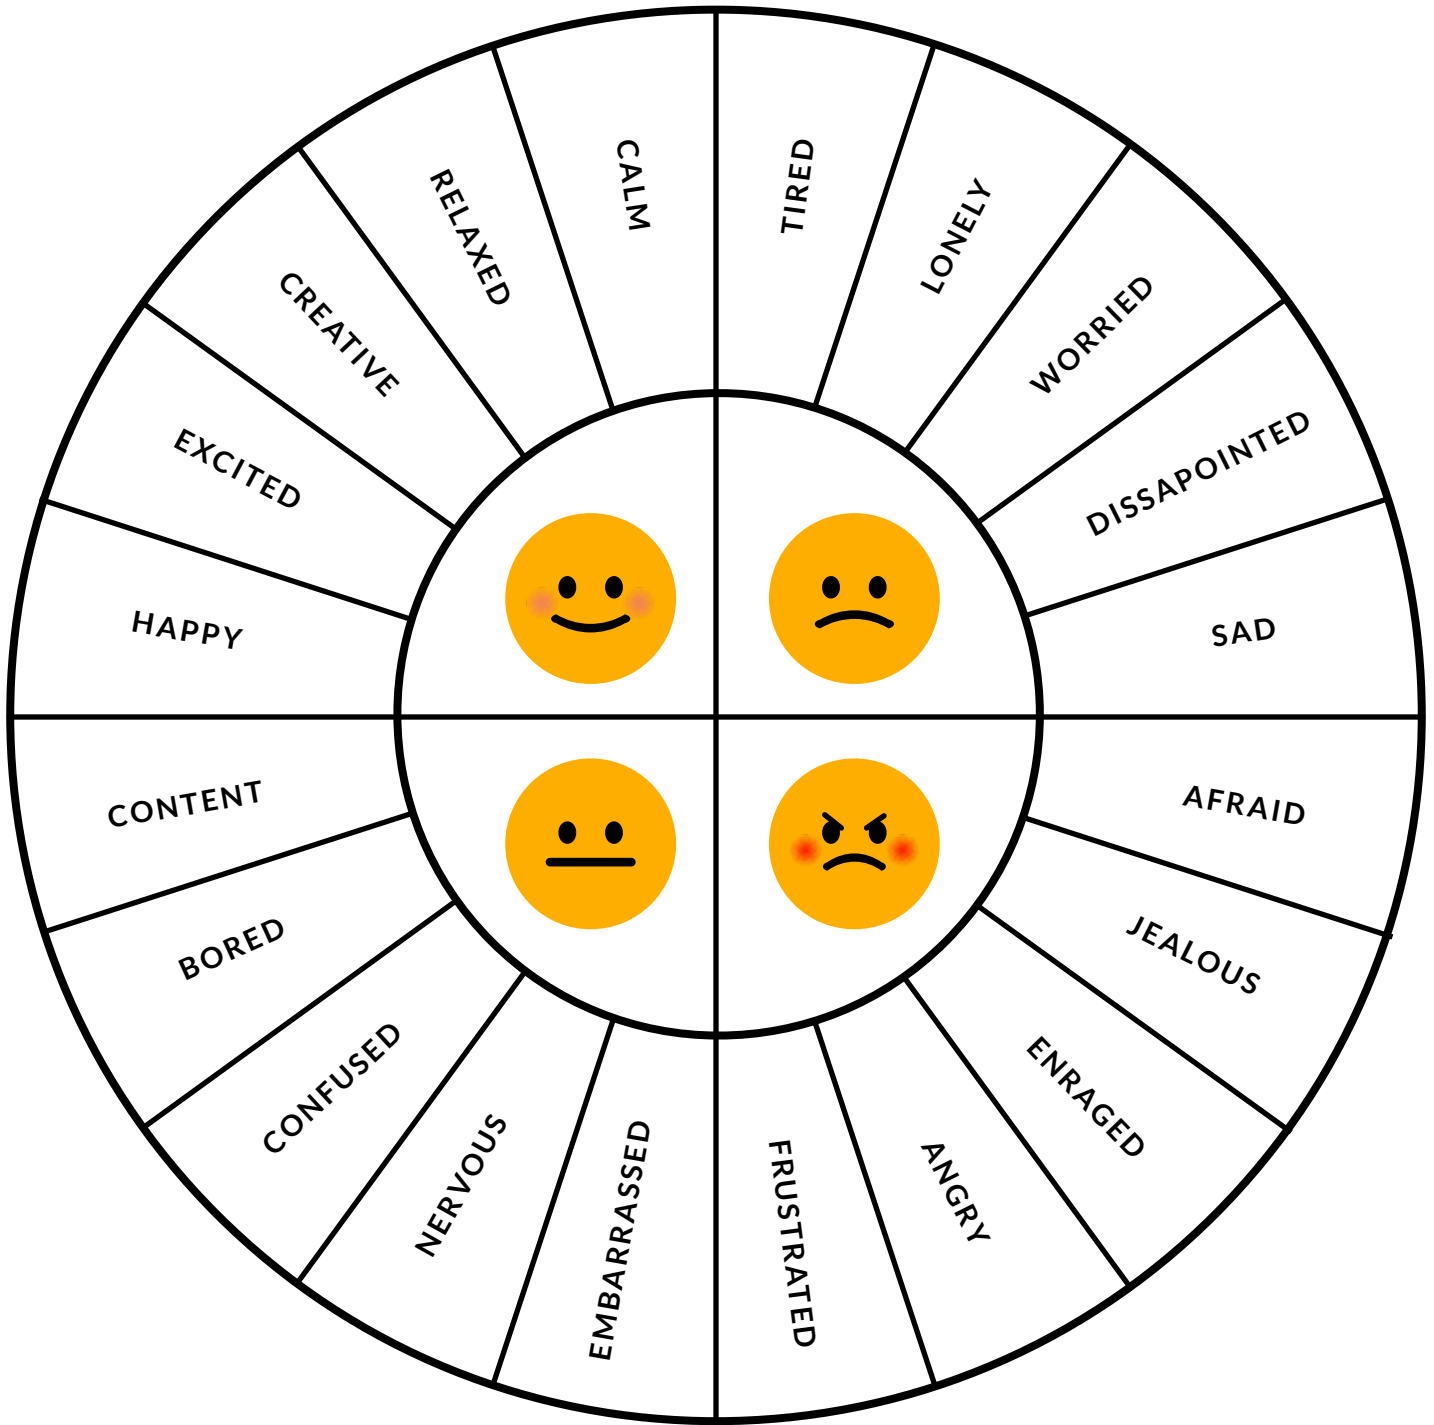 TIRED
LONELY
WORRIED
DISSAPOINTED
SAD
AFRAID
JEALOUS
ENRAGED
ANGRY
FRUSTRATED
EMBARRASSED
NERVOUS
CONFUSED
BORED
CONTENT
HAPPY
EXCITED
CREATIVE
RELAXED
CALM